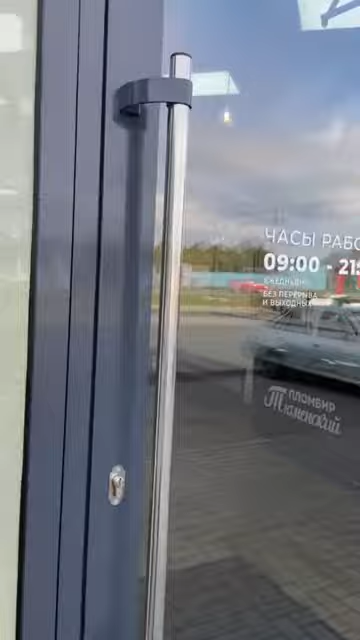 ЧАСЫ РАБО
09:00 - 21:
ЕЖЕДНЕВНО
БЕЗ ПЕРЕРЫВА
И ВЫХОДНЫХ
ПЛОМБИР
Тюменский